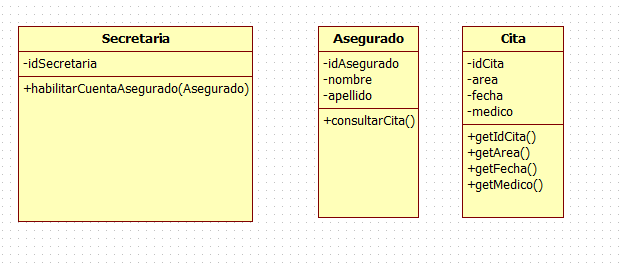 Secretaria
-idSecretaria
+habilitarCuentaAsegurado(Asegurado)
Asegurado
-idAsegurado
-nombre
-apellido
+consultarCita()
Cita
-idCita
-area
-fecha
-medico
+getIdCita()
+getArea()
+getFecha()
+getMedico()